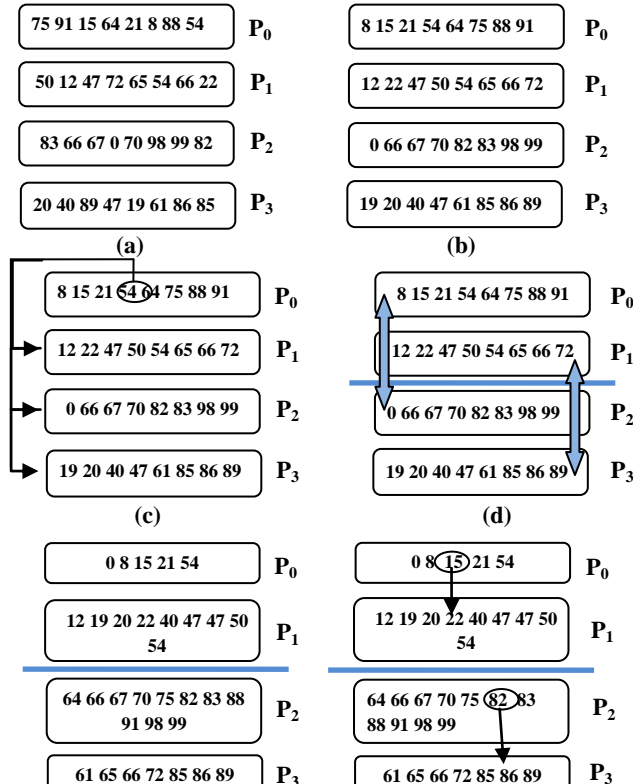 75 91 15 64 21 8 88 54 P0
50 12 47 72 65 54 66 22 P1
83 66 67 0 70 98 99 82 P2
20 40 89 47 19 61 86 85 P3
(a)
8 15 21 54 64 75 88 91 P0
12 22 47 50 54 65 66 72 P1
0 66 67 70 82 83 98 99 P2
19 20 40 47 61 85 86 89 P3
(b)
8 15 21 54 64 75 88 91 P0
12 22 47 50 54 65 66 72 P1
0 66 67 70 82 83 98 99 P2
19 20 40 47 61 85 86 89 P3
(c)
8 15 21 54 64 75 88 91 P0
12 22 47 50 54 65 66 72 P1
0 66 67 70 82 83 98 99 P2
19 20 40 47 61 85 86 89 P3
(d)
0 8 15 21 54 P0
12 19 20 22 40 47 47 50
54 P1
64 66 67 70 75 82 83 88
91 98 99 P2
61 65 66 72 85 86 89 P3
0 8 15 21 54 P0
12 19 20 22 40 47 47 50
54 P1
64 66 67 70 75 82 83
88 91 98 99 P2
61 65 66 72 85 86 89 P3